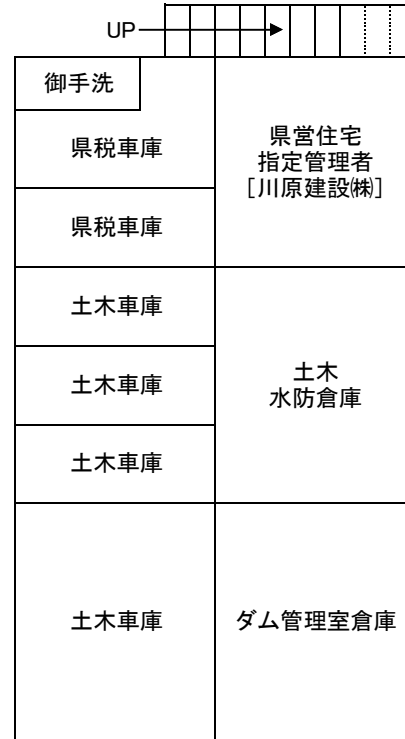 UP
御手洗
県税車庫
県税車庫
土木車庫
土木車庫
土木車庫
土木車庫
県営住宅
指定管理者
［川原建設㈱］
土木
水防倉庫
ダム管理室倉庫